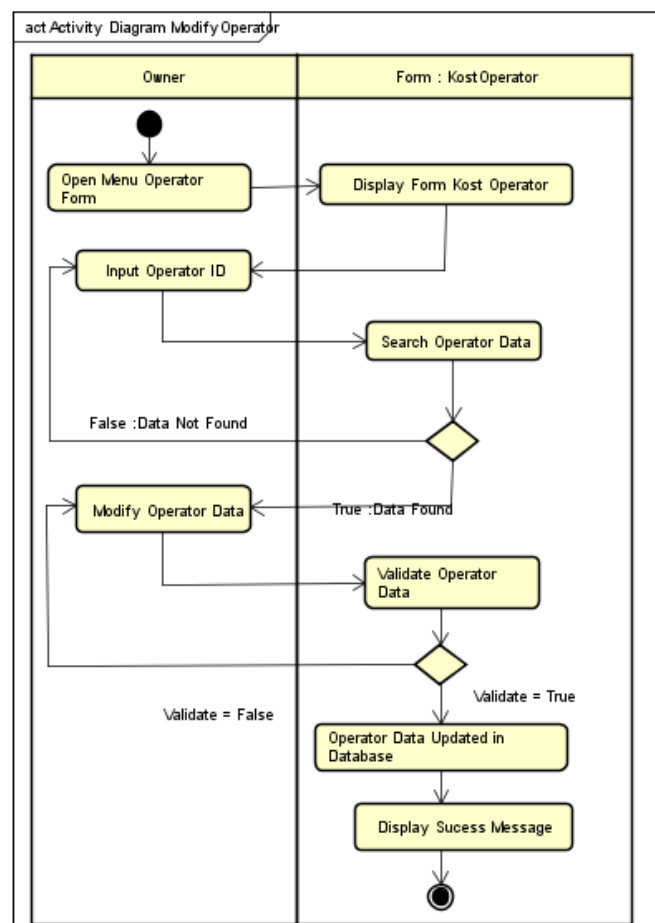 act Activity Diagram Modify Operator
Owner
Form : Kost Operator
Open Menu Operator
Form
Display Form Kost Operator
Input Operator ID
Search Operator Data
False :Data Not Found
Modify Operator Data
True :Data Found
Validate Operator
Data
Validate = True
Validate = False
Operator Data Updated in
Database
Display Sucess Message